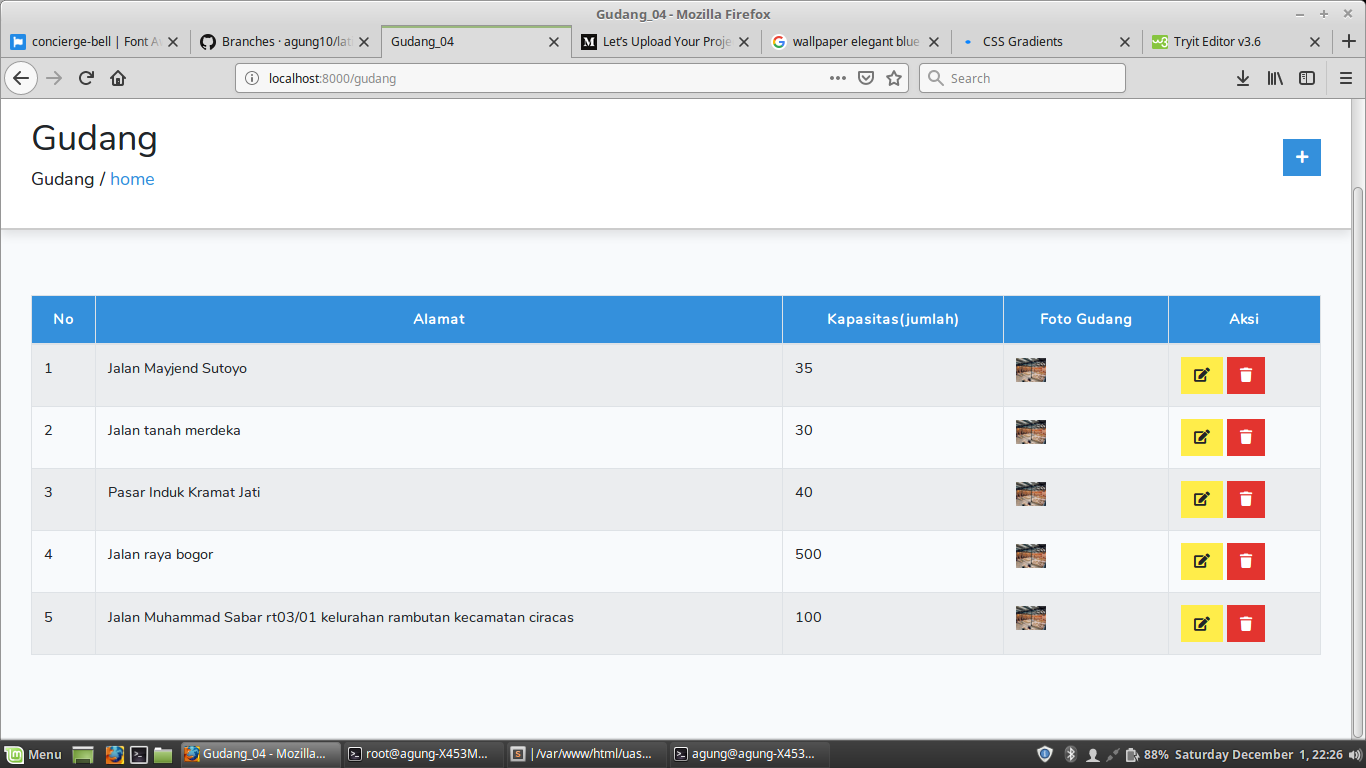 Gudang_04 - Mozilla Firefox
concierge-bell | Font Aw
Branches · agung10/lati
Gudang_04
Let's Upload Your Proje
wallpaper elegant blue
CSS Gradients
Tryit Editor v3.6
localhost:8000/gudang
Search
Gudang
Gudang / home
No Alamat Kapasitas(jumlah) Foto Gudang Aksi
1 Jalan Mayjend Sutoyo 35
2 Jalan tanah merdeka 30
3 Pasar Induk Kramat Jati 40
4 Jalan raya bogor 500
5 Jalan Muhammad Sabar rt03/01 kelurahan rambutan kecamatan ciracas 100
Menu
Gudang_04 - Mozilla...
root@agung-X453M...
|/var/www/html/uas...
agung@agung-X453...
88% Saturday December 1, 22:26